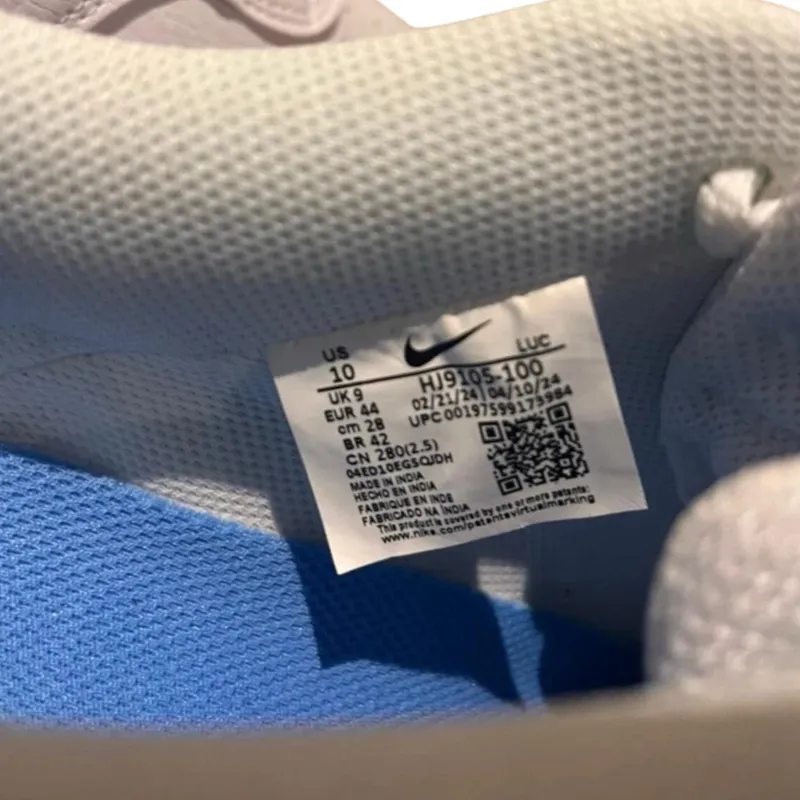 US LUC
10 HJ9105-100
UK 9 02/21/24 | 04/10/24
EUR 44 UPC 00197599173984
cm 28
BR 42
CN 280(2.5)
04ED10EGSQJDH
MADE IN INDIA
HECHO EN INDIA
FABRIQUE EN INDE
FABRICADO NA INDIA
This product is covered by one or more patents:
www.nike.com/patentsvirtualmarking